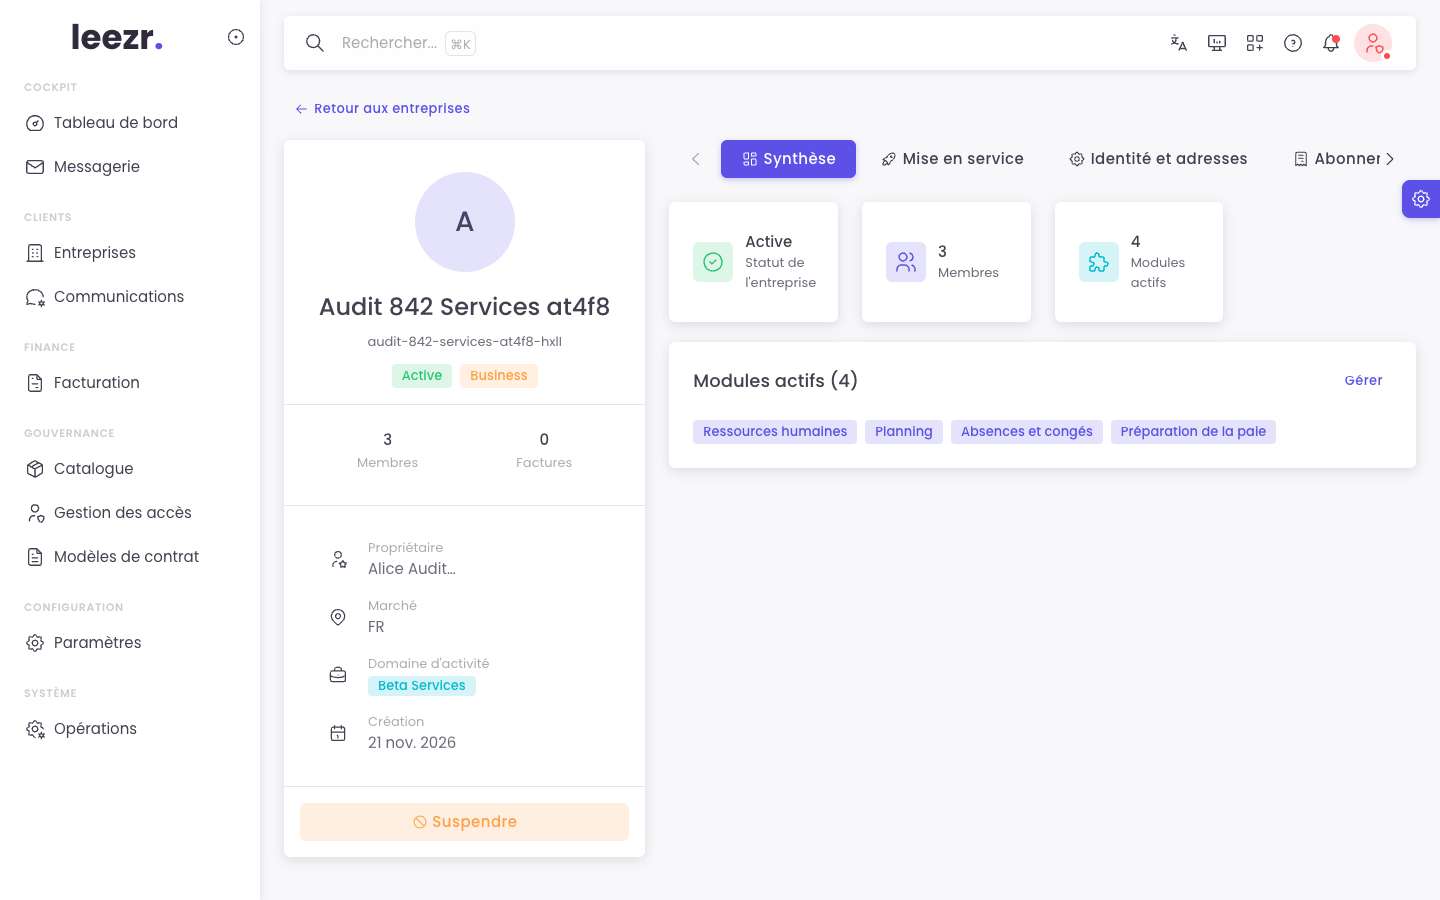 leezr.
COCKPIT
Tableau de bord
Messagerie
CLIENTS
Entreprises
Communications
FINANCE
Facturation
GOUVERNANCE
Catalogue
Gestion des accès
Modèles de contrat
CONFIGURATION
Paramètres
SYSTÈME
Opérations
Rechercher... ⌘K
Retour aux entreprises
A
Audit 842 Services at4f8
audit-842-services-at4f8-hxll
Active Business
3 0
Membres Factures
Propriétaire
Alice Audit...
Marché
FR
Domaine d'activité
Beta Services
Création
21 nov. 2026
Suspendre
Synthèse Mise en service Identité et adresses Abonner
Active
Statut de
l'entreprise
3
Membres
4
Modules
actifs
Modules actifs (4) Gérer
Ressources humaines Planning Absences et congés Préparation de la paie